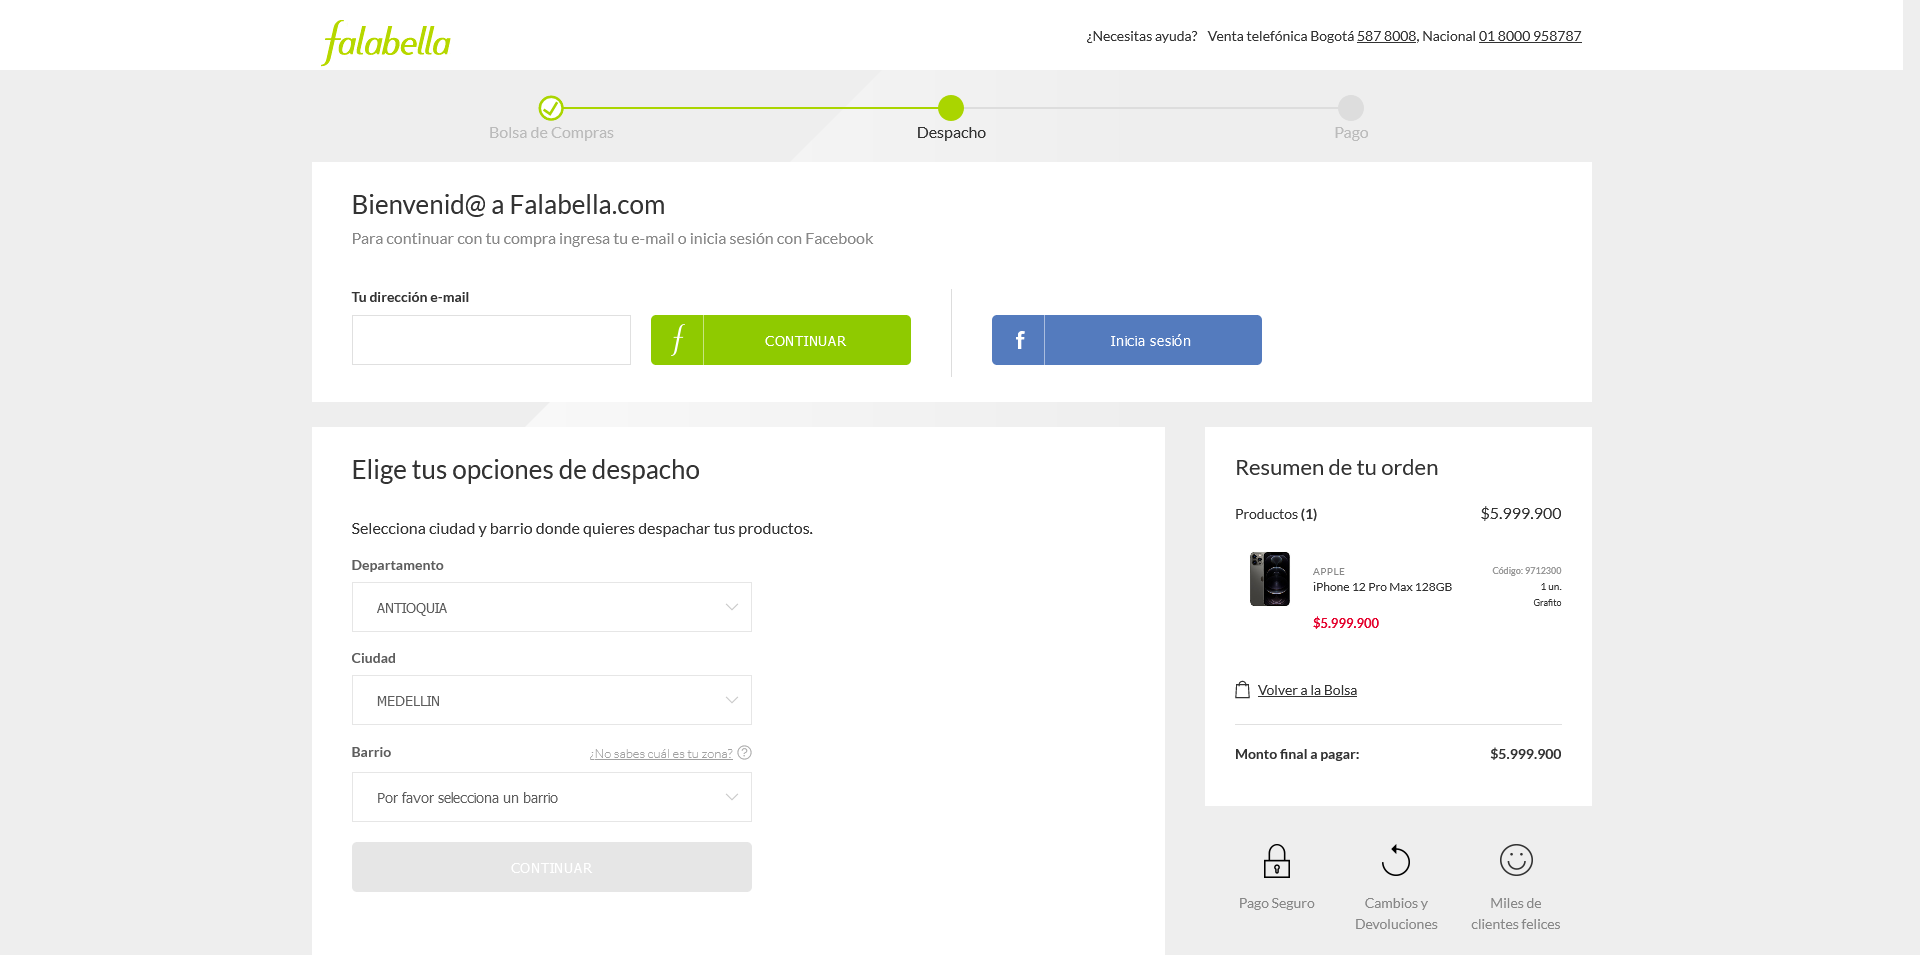 falabella
¿Necesitas ayuda? Venta telefónica Bogotá 587 8008, Nacional 01 8000 958787
Bolsa de Compras
Despacho
Pago
Bienvenid@ a Falabella.com
Para continuar con tu compra ingresa tu e-mail o inicia sesión con Facebook
Tu dirección e-mail
f CONTINUAR
f Inicia sesión
Elige tus opciones de despacho
Selecciona ciudad y barrio donde quieres despachar tus productos.
Departamento
ANTIOQUIA
Ciudad
MEDELLIN
Barrio
¿No sabes cuál es tu zona? ?
Por favor selecciona un barrio
CONTINUAR
Resumen de tu orden
Productos (1) $5.999.900
APPLE Código: 9712300
iPhone 12 Pro Max 128GB 1 un.
Grafito
$5.999.900
Volver a la Bolsa
Monto final a pagar: $5.999.900
Pago Seguro
Cambios y
Devoluciones
Miles de
clientes felices